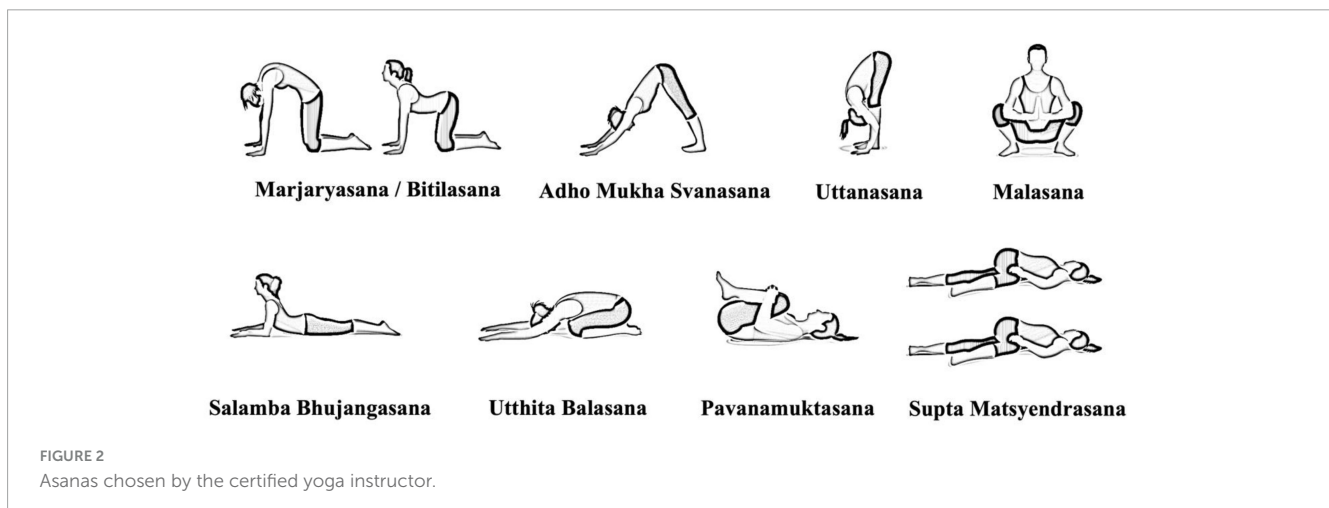 Marjaryasana / Bitilasana
Adho Mukha Svanasana
Uttanasana
Malasana
Salamba Bhujangasana
Utthita Balasana
Pavanamuktasana
Supta Matsyendrasana
FIGURE 2
Asanas chosen by the certified yoga instructor.